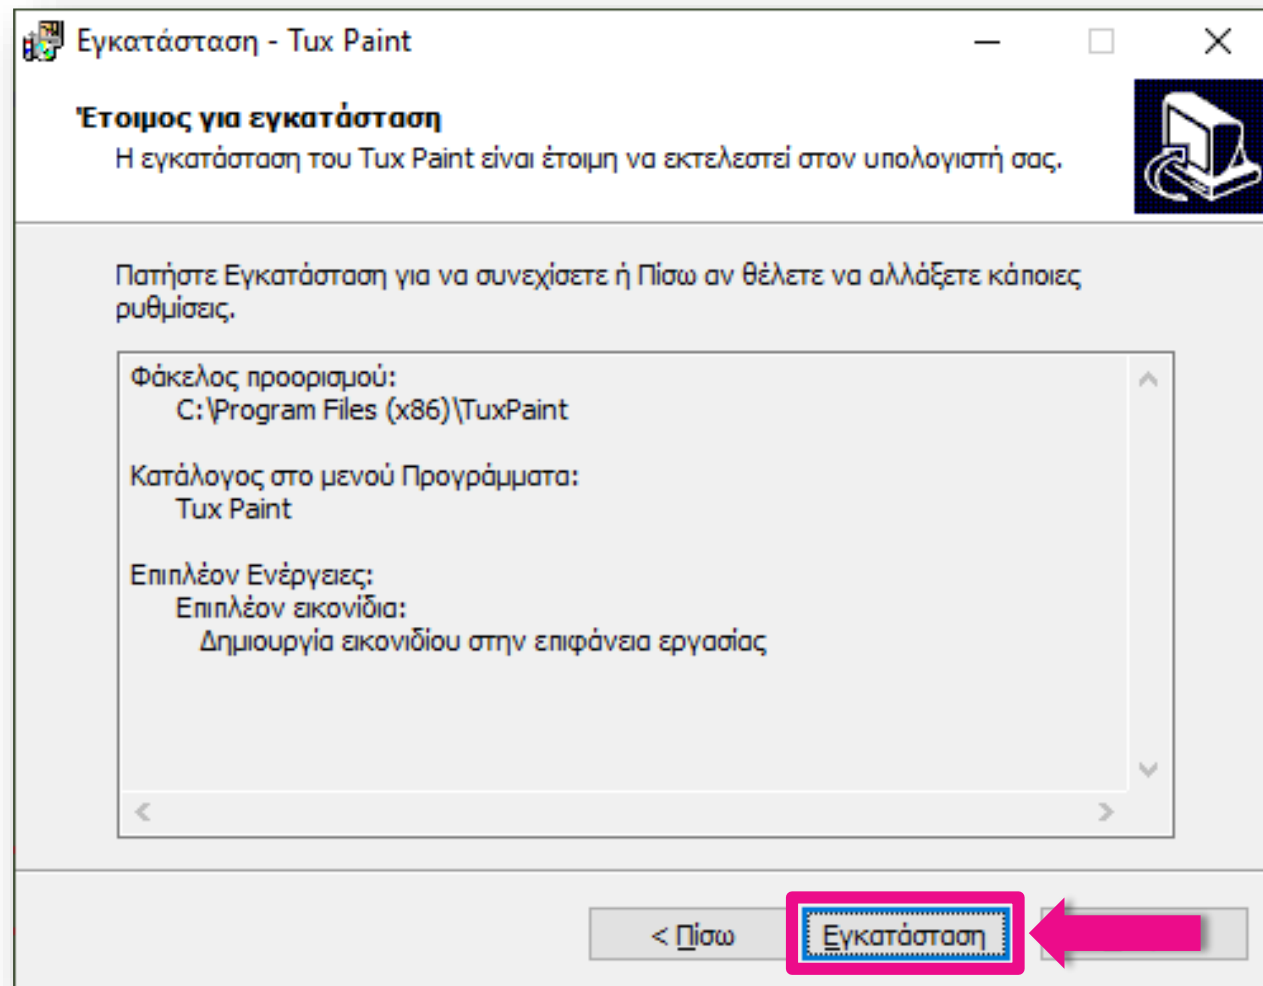 Εγκατάσταση - Tux Paint
Έτοιμος για εγκατάσταση
Η εγκατάσταση του Tux Paint είναι έτοιμη να εκτελεστεί στον υπολογιστή σας.
Πατήστε Εγκατάσταση για να συνεχίσετε ή Πίσω αν θέλετε να αλλάξετε κάποιες
ρυθμίσεις.
Φάκελος προορισμού:
C:\Program Files (x86)\TuxPaint
Κατάλογος στο μενού Προγράμματα:
Tux Paint
Επιπλέον Ενέργειες:
Επιπλέον εικονίδια:
Δημιουργία εικονιδίου στην επιφάνεια εργασίας
< Πίσω Εγκατάσταση